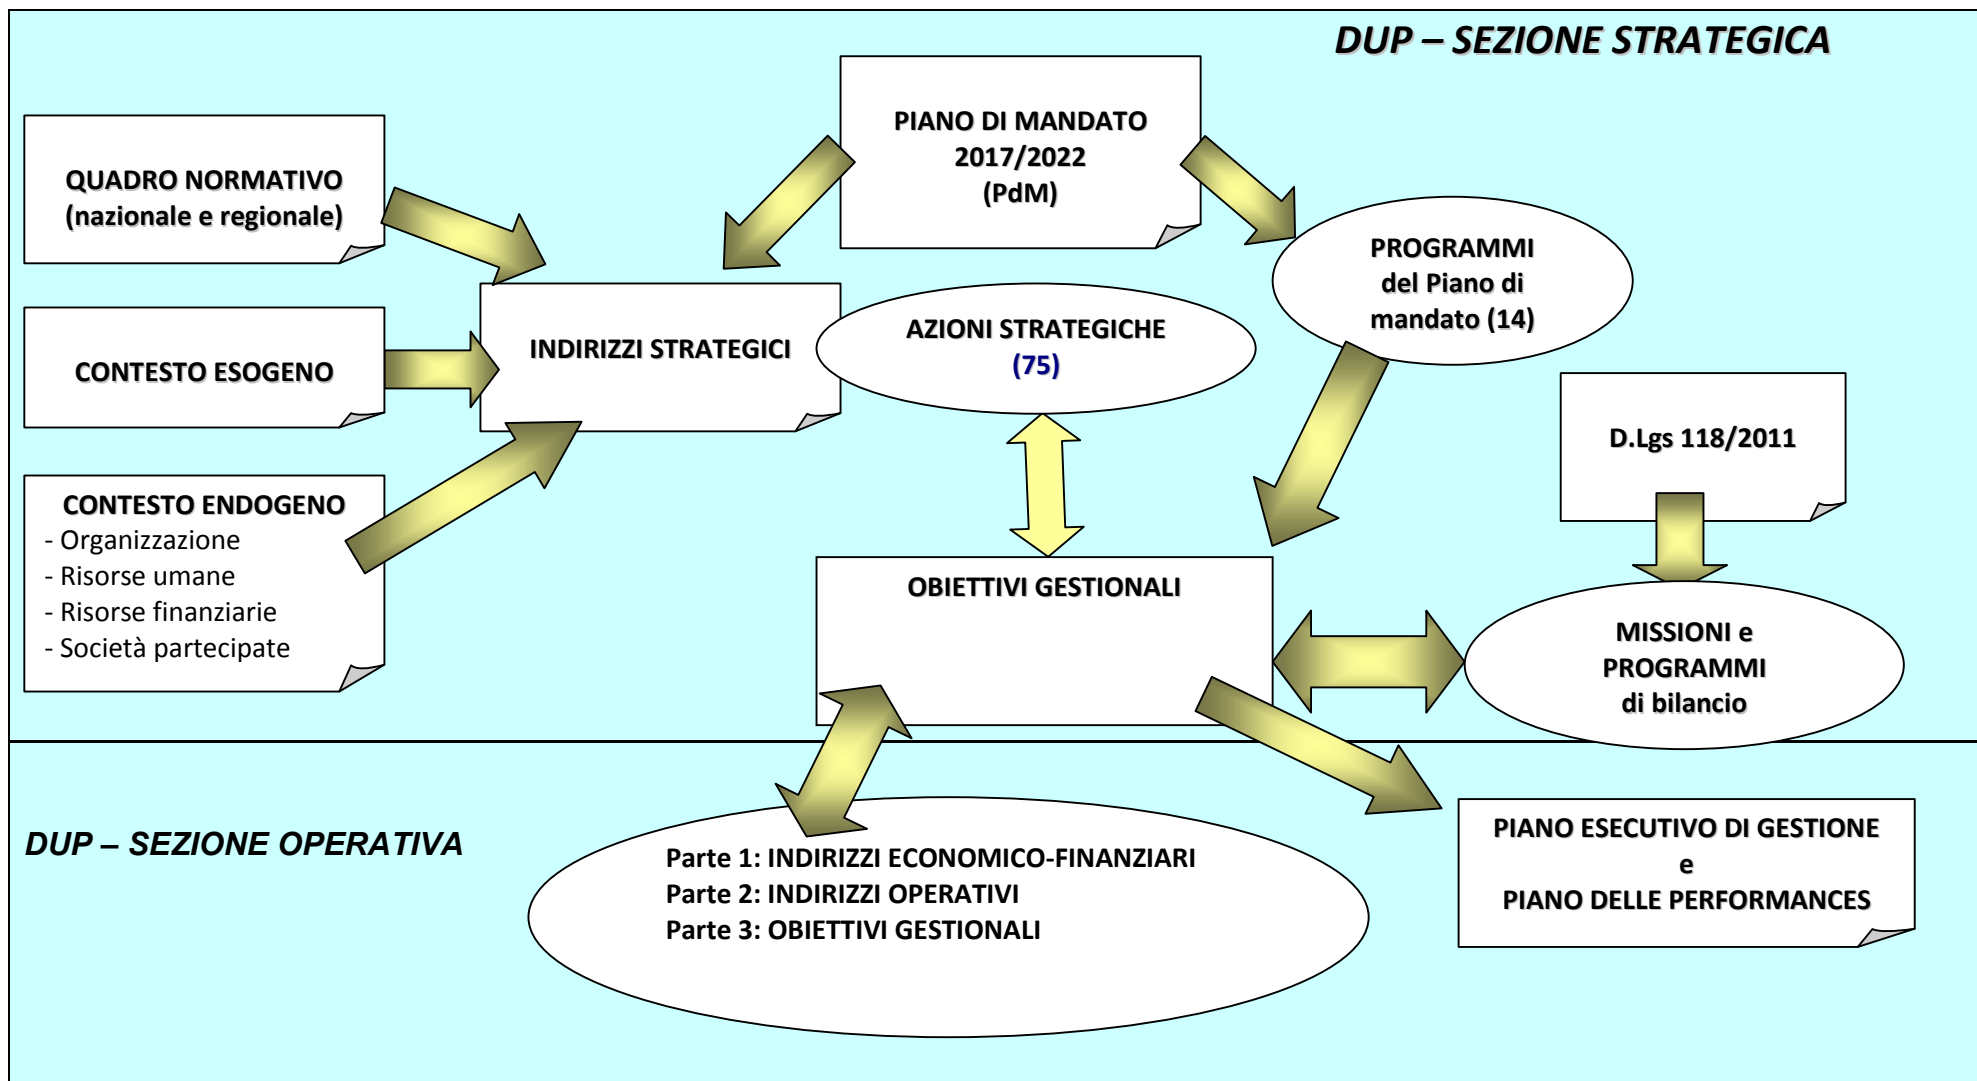 DUP – SEZIONE STRATEGICA
PIANO DI MANDATO
2017/2022
(PdM)
QUADRO NORMATIVO
(nazionale e regionale)
PROGRAMMI
del Piano di
mandato (14)
INDIRIZZI STRATEGICI
AZIONI STRATEGICHE
(75)
CONTESTO ESOGENO
D.Lgs 118/2011
CONTESTO ENDOGENO
- Organizzazione
- Risorse umane
- Risorse finanziarie
- Società partecipate
OBIETTIVI GESTIONALI
MISSIONI e
PROGRAMMI
di bilancio
DUP – SEZIONE OPERATIVA
Parte 1: INDIRIZZI ECONOMICO-FINANZIARI
Parte 2: INDIRIZZI OPERATIVI
Parte 3: OBIETTIVI GESTIONALI
PIANO ESECUTIVO DI GESTIONE
e
PIANO DELLE PERFORMANCES